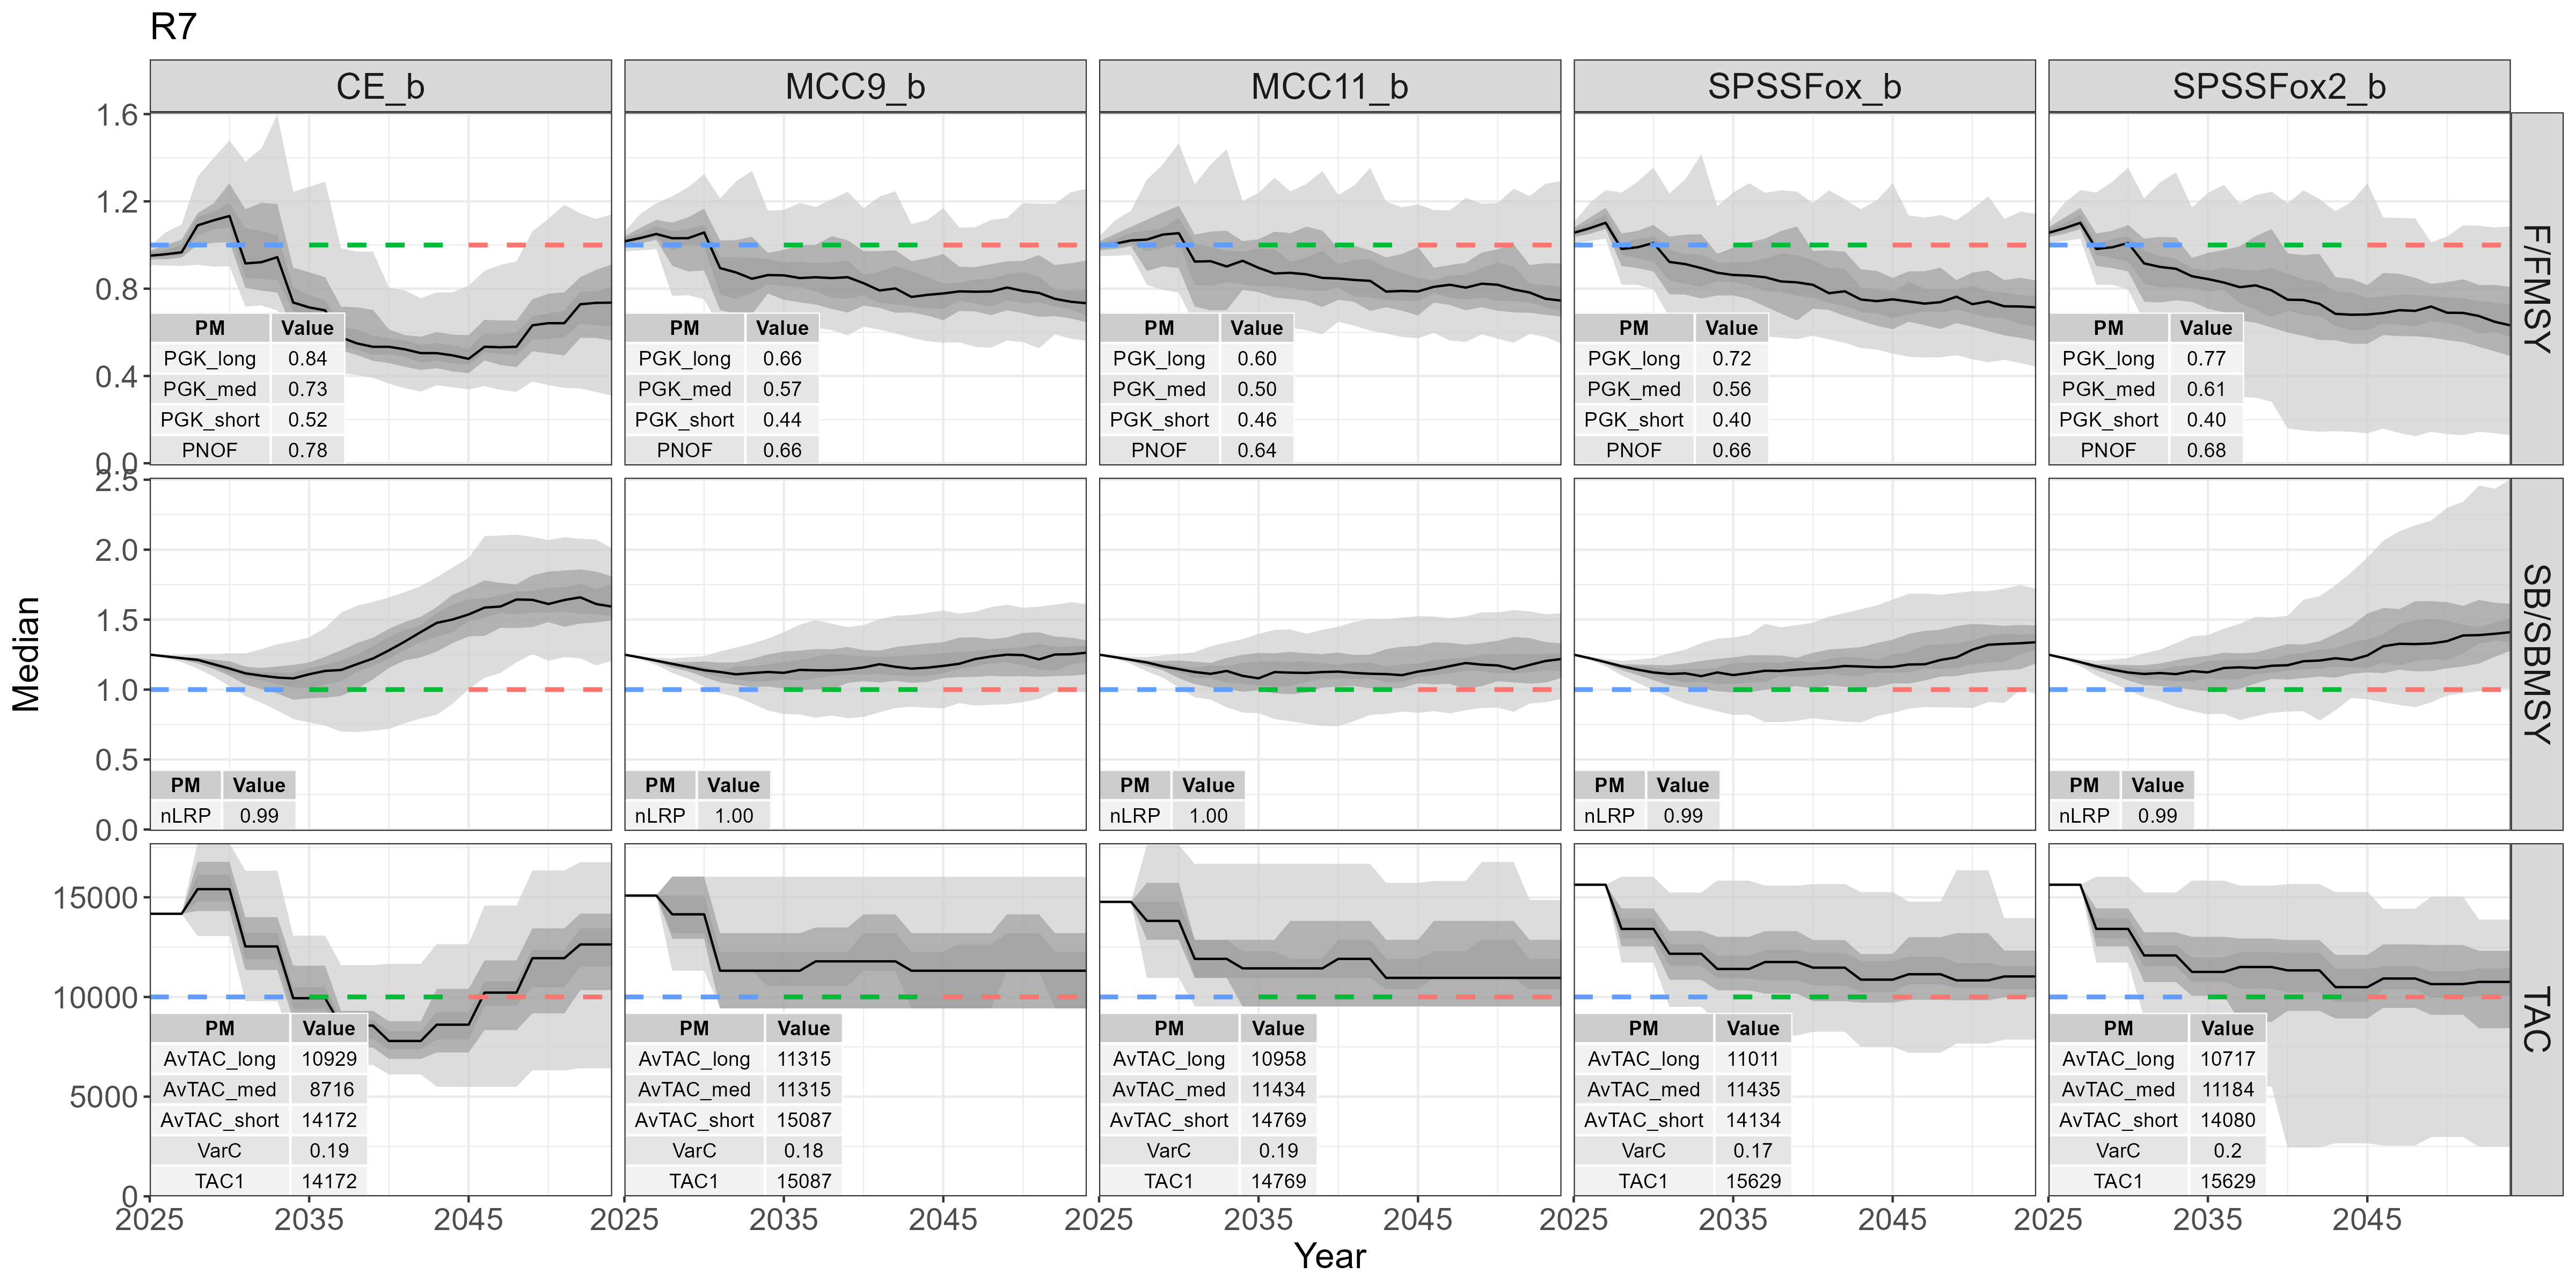 R7
CE_b MCC9_b MCC11_b SPSSFox_b SPSSFox2_b
1.6
1.2
0.8
0.4
0.0
F/FMSY
PM Value PM Value PM Value PM Value PM Value
PGK_long 0.84 PGK_long 0.66 PGK_long 0.60 PGK_long 0.72 PGK_long 0.77
PGK_med 0.73 PGK_med 0.57 PGK_med 0.50 PGK_med 0.56 PGK_med 0.61
PGK_short 0.52 PGK_short 0.44 PGK_short 0.46 PGK_short 0.40 PGK_short 0.40
PNOF 0.78 PNOF 0.66 PNOF 0.64 PNOF 0.66 PNOF 0.68
Median
2.5
2.0
1.5
1.0
0.5
0.0
SB/SBMSY
PM Value PM Value PM Value PM Value PM Value
nLRP 0.99 nLRP 1.00 nLRP 1.00 nLRP 0.99 nLRP 0.99
15000
10000
5000
0
TAC
PM Value PM Value PM Value PM Value PM Value
AvTAC_long 10929 AvTAC_long 11315 AvTAC_long 10958 AvTAC_long 11011 AvTAC_long 10717
AvTAC_med 8716 AvTAC_med 11315 AvTAC_med 11434 AvTAC_med 11435 AvTAC_med 11184
AvTAC_short 14172 AvTAC_short 15087 AvTAC_short 14769 AvTAC_short 14134 AvTAC_short 14080
VarC 0.19 VarC 0.18 VarC 0.19 VarC 0.17 VarC 0.2
TAC1 14172 TAC1 15087 TAC1 14769 TAC1 15629 TAC1 15629
2025 2035 2045 2025 2035 2045 2025 2035 2045 2025 2035 2045 2025 2035 2045
Year